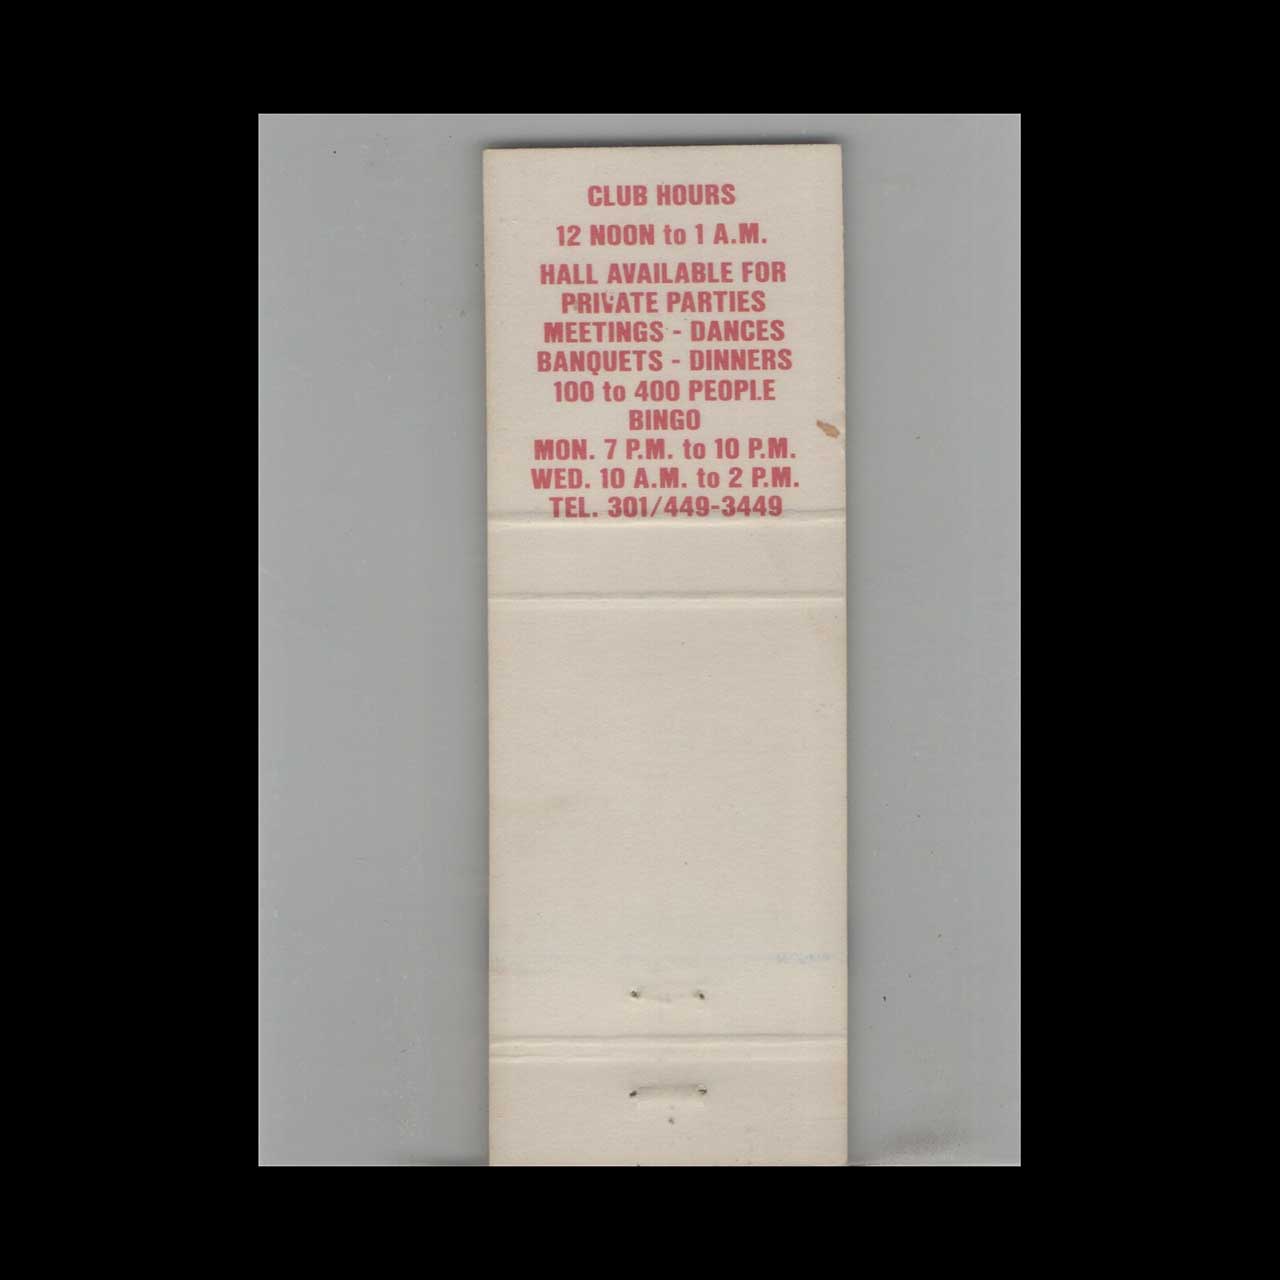 CLUB HOURS
12 NOON to 1 A.M.
HALL AVAILABLE FOR
PRIVATE PARTIES
MEETINGS - DANCES
BANQUETS - DINNERS
100 to 400 PEOPLE
BINGO
MON. 7 P.M. to 10 P.M.
WED. 10 A.M. to 2 P.M.
TEL. 301/449-3449